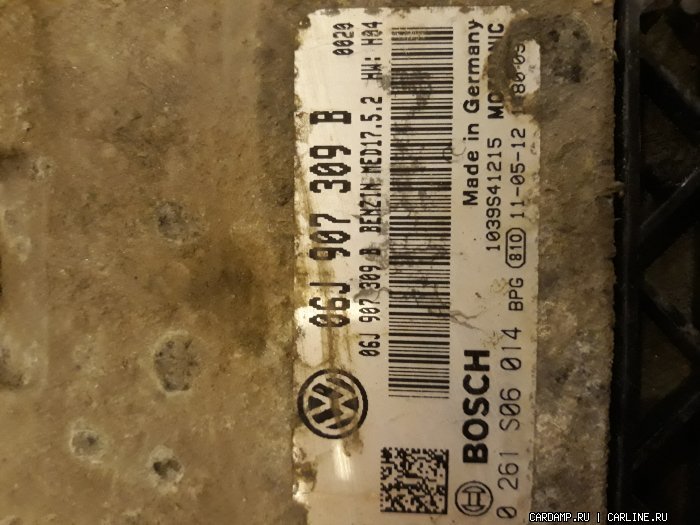 06J 907 309 B 0020
06J 907 309 B BENZIN MED17.5.2 HW: H04
Made in Germany
1039S41215
BPG 810 11-05-12
BOSCH
0 261 S06 014
CARDAMP.RU | CARLINE.RU